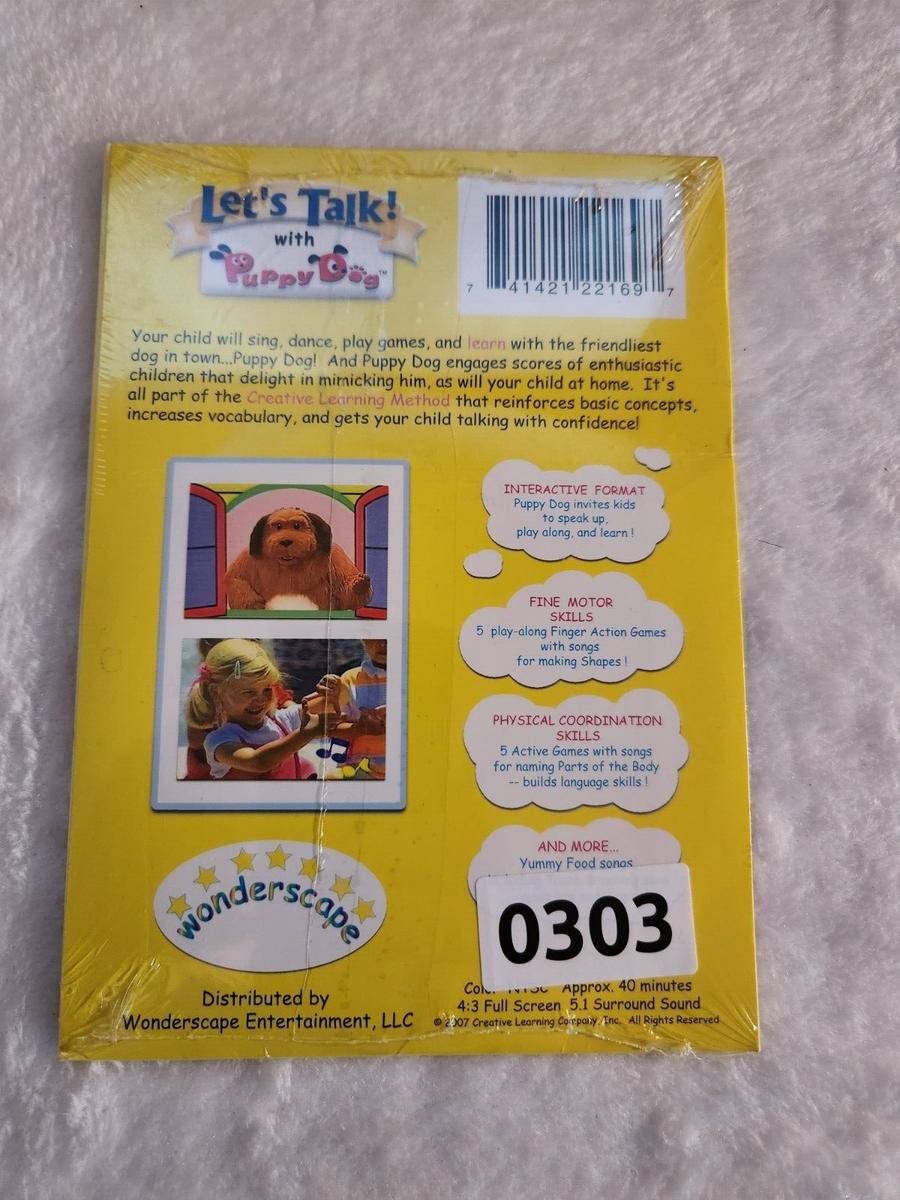 Let's Talk!
with
Puppy Dog™
7 41421 22169 7
Your child will sing, dance, play games, and learn with the friendliest
dog in town...Puppy Dog! And Puppy Dog engages scores of enthusiastic
children that delight in mimicking him, as will your child at home. It's
all part of the Creative Learning Method that reinforces basic concepts,
increases vocabulary, and gets your child talking with confidence!
INTERACTIVE FORMAT
Puppy Dog invites kids
to speak up,
play along, and learn !
FINE MOTOR
SKILLS
5 play-along Finger Action Games
with songs
for making Shapes !
PHYSICAL COORDINATION
SKILLS
5 Active Games with songs
for naming Parts of the Body
-- builds language skills !
AND MORE...
Yummy Food songs
0303
wonderscape
Distributed by
Wonderscape Entertainment, LLC
Approx. 40 minutes
4:3 Full Screen 5.1 Surround Sound
© 2007 Creative Learning Company, Inc. All Rights Reserved